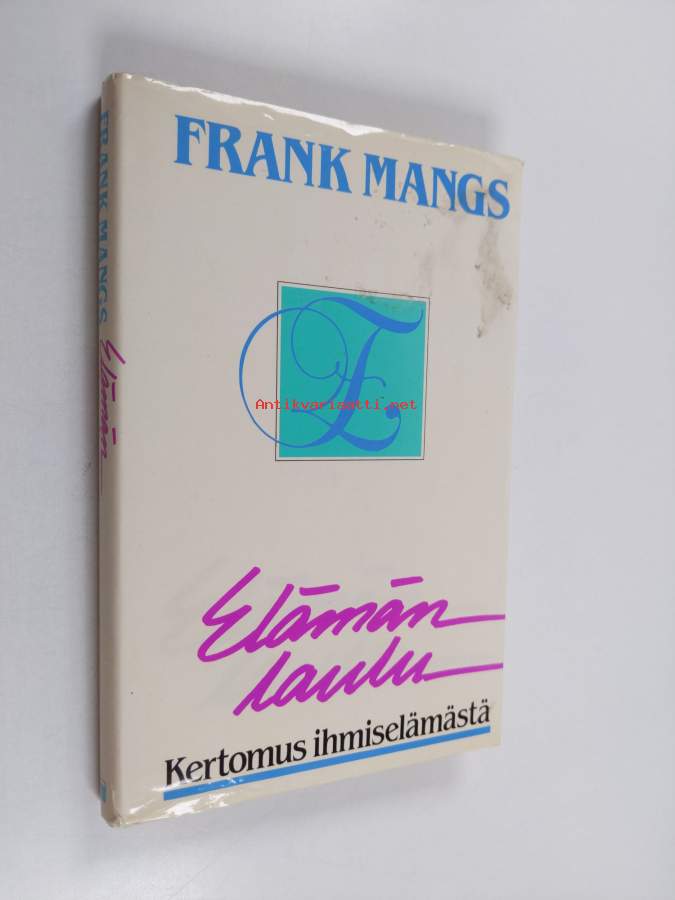 FRANK MANGS
E
Antikvariaatti.net
Elämän
laulu
Kertomus ihmiselämästä
FRANK MANGS Elämän